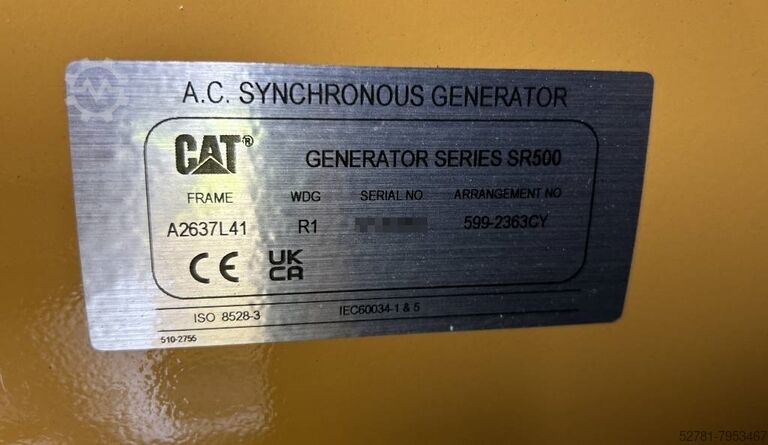 A.C. SYNCHRONOUS GENERATOR
CAT®
GENERATOR SERIES SR500
FRAME WDG SERIAL NO ARRANGEMENT NO
A2637L41 R1 599-2363CY
CE UK CA
ISO 8528-3 IEC60034-1 & 5
510-2755
52781-7953467